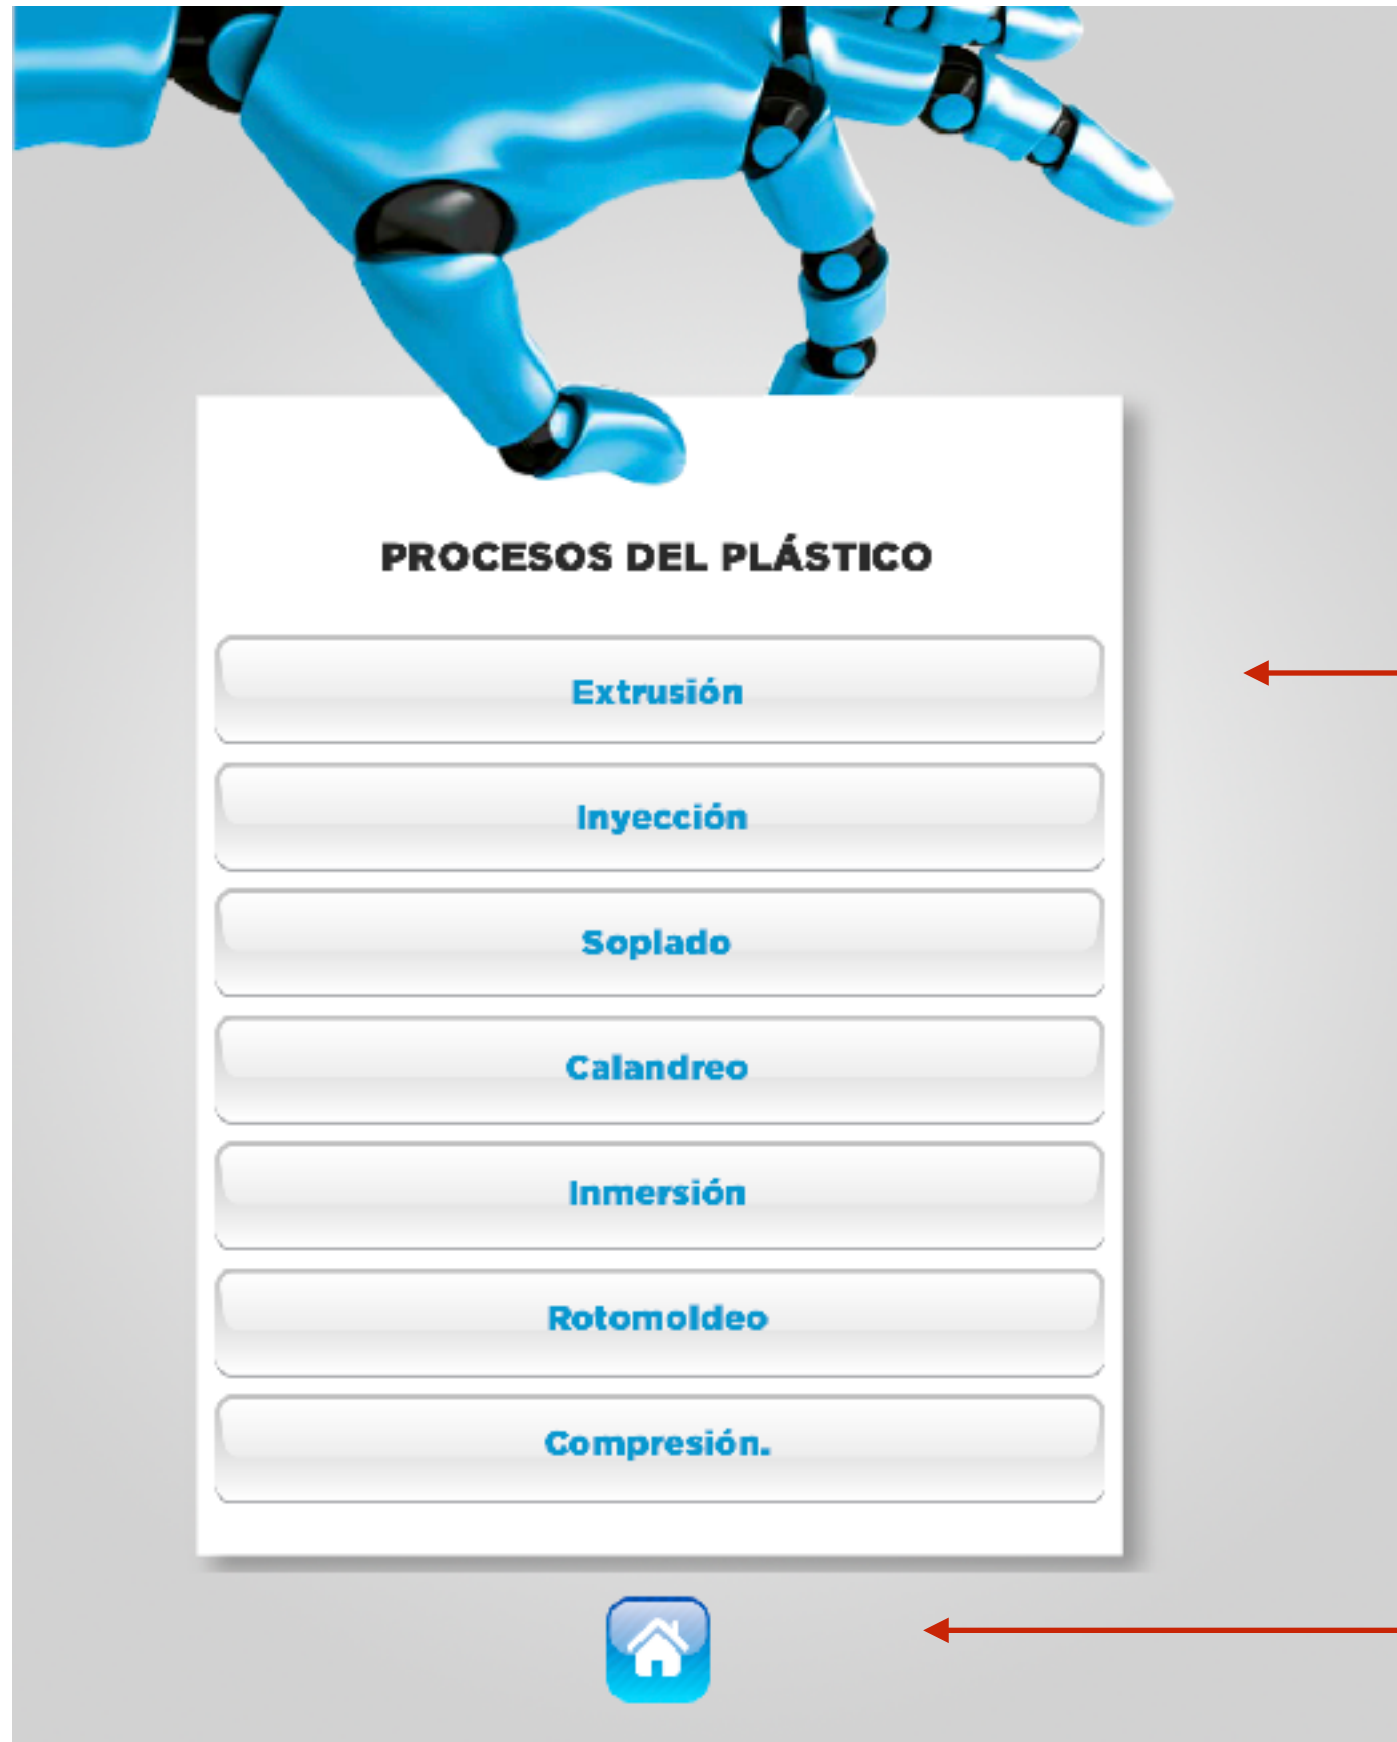 PROCESOS DEL PLÁSTICO
Extrusión
Inyección
Soplado
Calandreo
Inmersión
Rotomoldeo
Compresión.